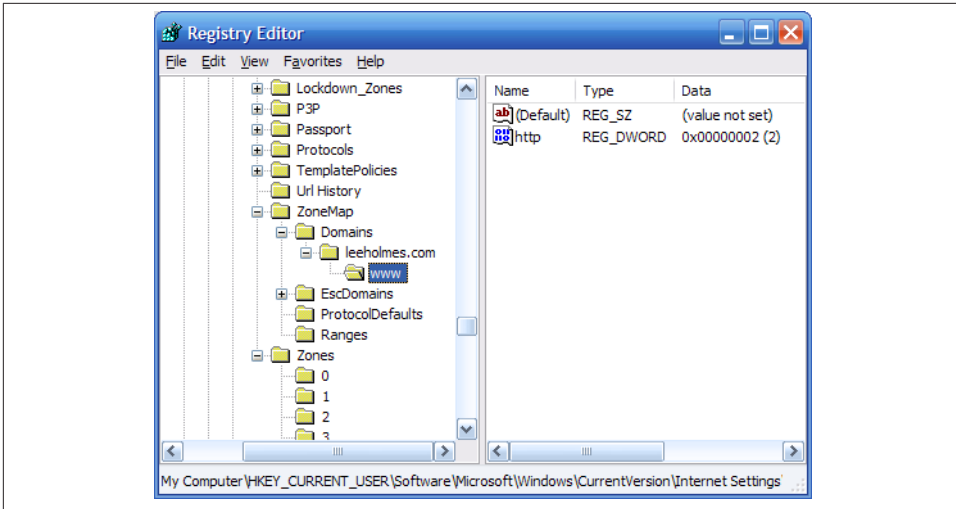 Registry Editor
File Edit View Favorites Help
Lockdown_Zones
P3P
Passport
Protocols
TemplatePolicies
Url History
ZoneMap
Domains
leeholmes.com
www
EscDomains
ProtocolDefaults
Ranges
Zones
0
1
2
3
Name Type Data
(Default) REG_SZ (value not set)
http REG_DWORD 0x00000002 (2)
My Computer\HKEY_CURRENT_USER\Software\Microsoft\Windows\CurrentVersion\Internet Settings